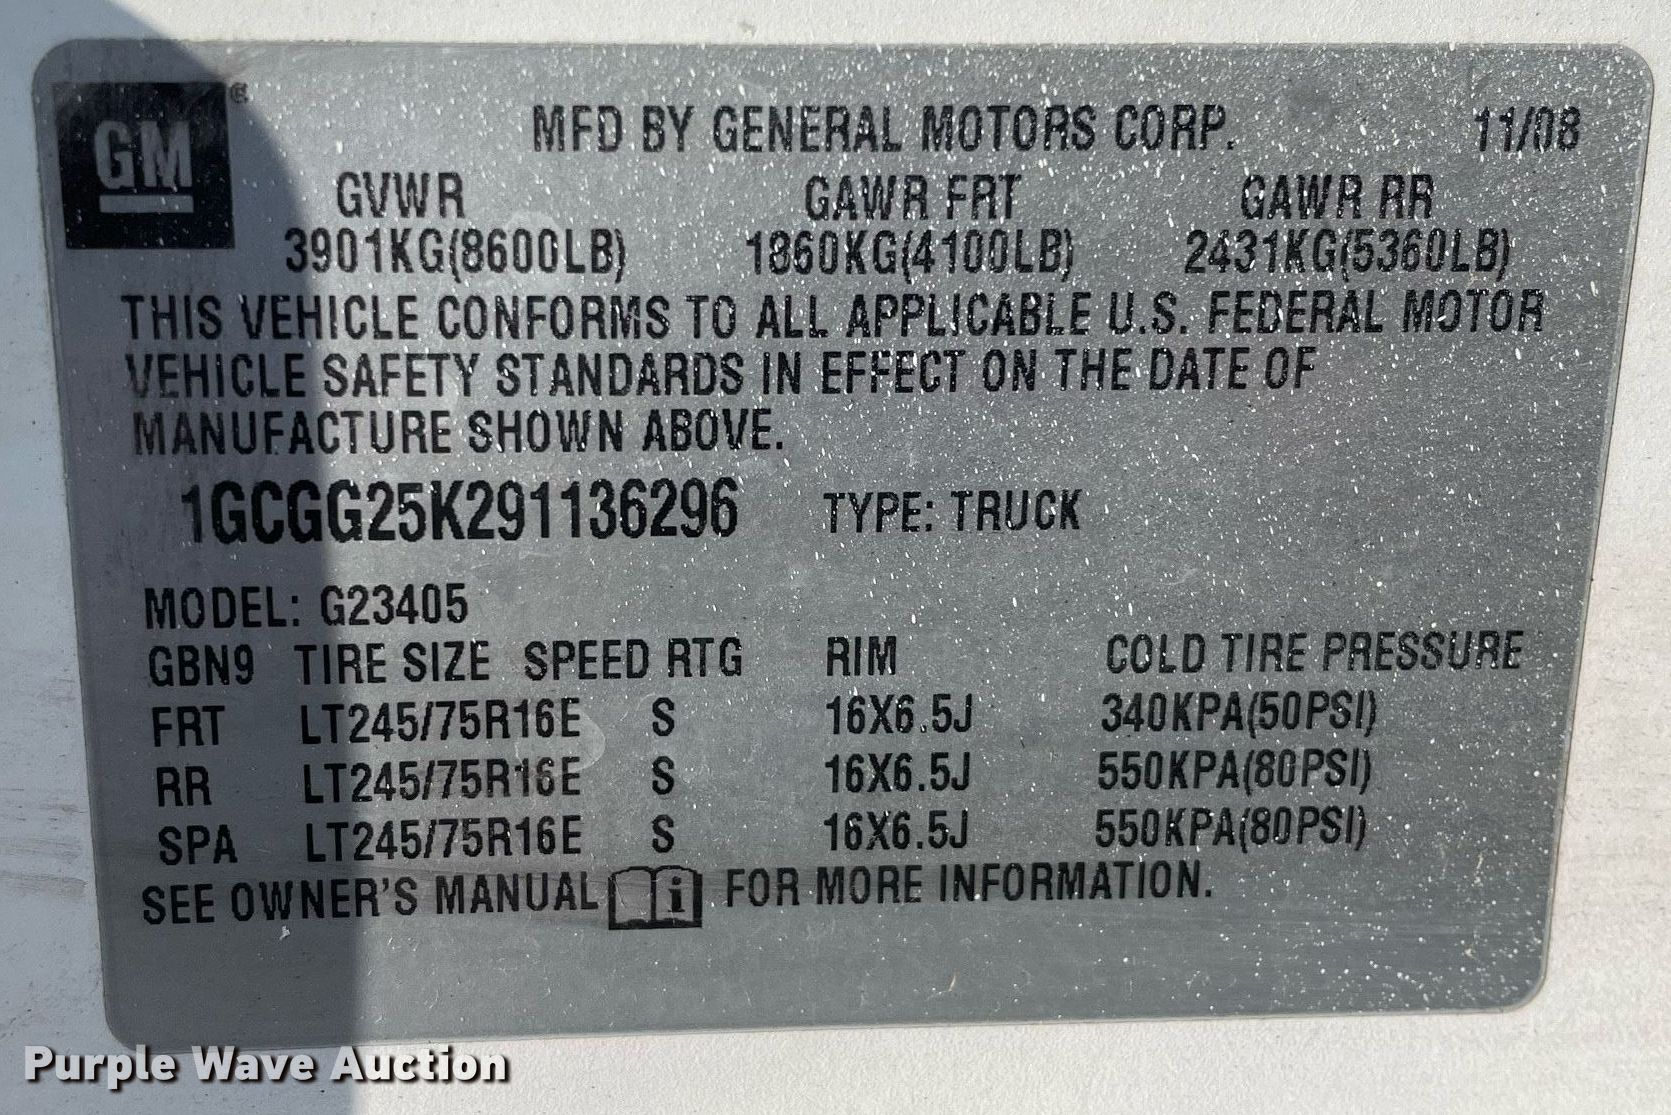 GM
MFD BY GENERAL MOTORS CORP. 11/08
GVWR GAWR FRT GAWR RR
3901KG(8600LB) 1860KG(4100LB) 2431KG(5360LB)
THIS VEHICLE CONFORMS TO ALL APPLICABLE U.S. FEDERAL MOTOR
VEHICLE SAFETY STANDARDS IN EFFECT ON THE DATE OF
MANUFACTURE SHOWN ABOVE.
1GCGG25K291136296 TYPE: TRUCK
MODEL: G23405
GBN9 TIRE SIZE SPEED RTG RIM COLD TIRE PRESSURE
FRT LT245/75R16E S 16X6.5J 340KPA(50PSI)
RR LT245/75R16E S 16X6.5J 550KPA(80PSI)
SPA LT245/75R16E S 16X6.5J 550KPA(80PSI)
SEE OWNER'S MANUAL i FOR MORE INFORMATION.
Purple Wave Auction